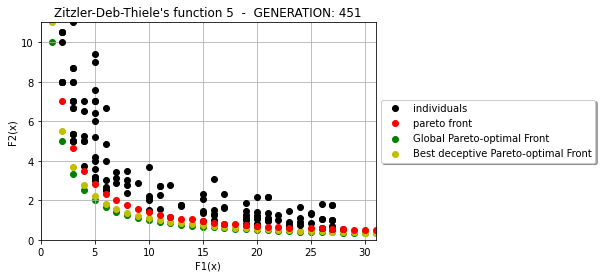 Zitzler-Deb-Thiele's function 5 - GENERATION: 451
F2(x)
10
8
6
4
2
0
0 5 10 15 20 25 30
F1(x)
individuals
pareto front
Global Pareto-optimal Front
Best deceptive Pareto-optimal Front